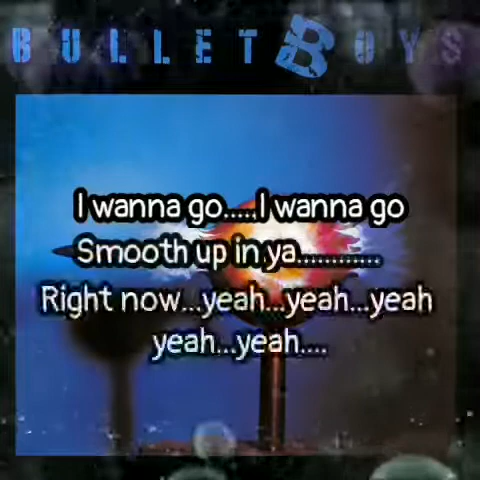 BULLETBOYS
I wanna go.....I wanna go
Smooth up in ya............
Right now...yeah...yeah...yeah
yeah...yeah....